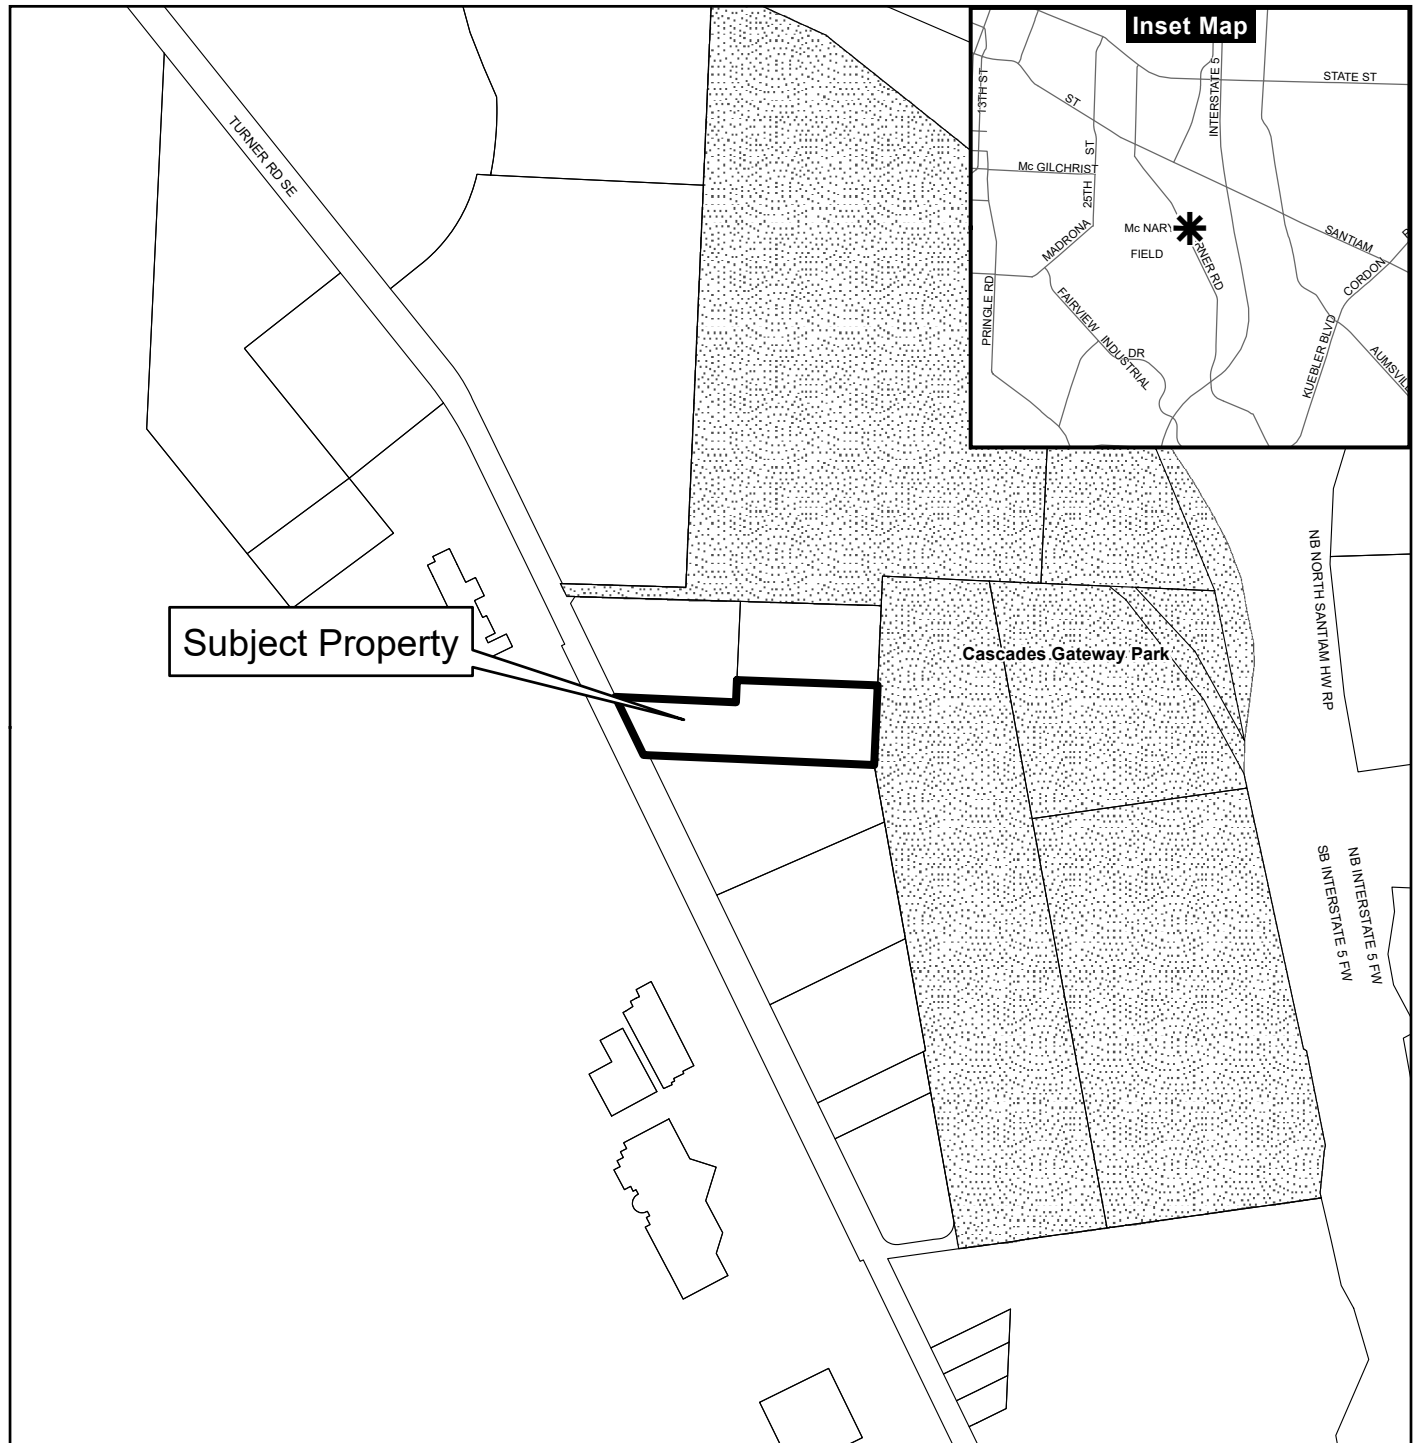 Inset Map
STATE ST
INTERSTATE 5
13TH ST
ST
Mc GILCHRIST
25TH ST
MADRONA
Mc NARY
FIELD
RNER RD
SANTIAM
CORDON
PRINGLE RD
FAIRVIEW INDUSTRIAL
DR
KUEBLER BLVD
TURNER RD SE
NB NORTH SANTIAM HW RP
Subject Property
Cascades Gateway Park
NB INTERSTATE 5 FW
SB INTERSTATE 5 FW